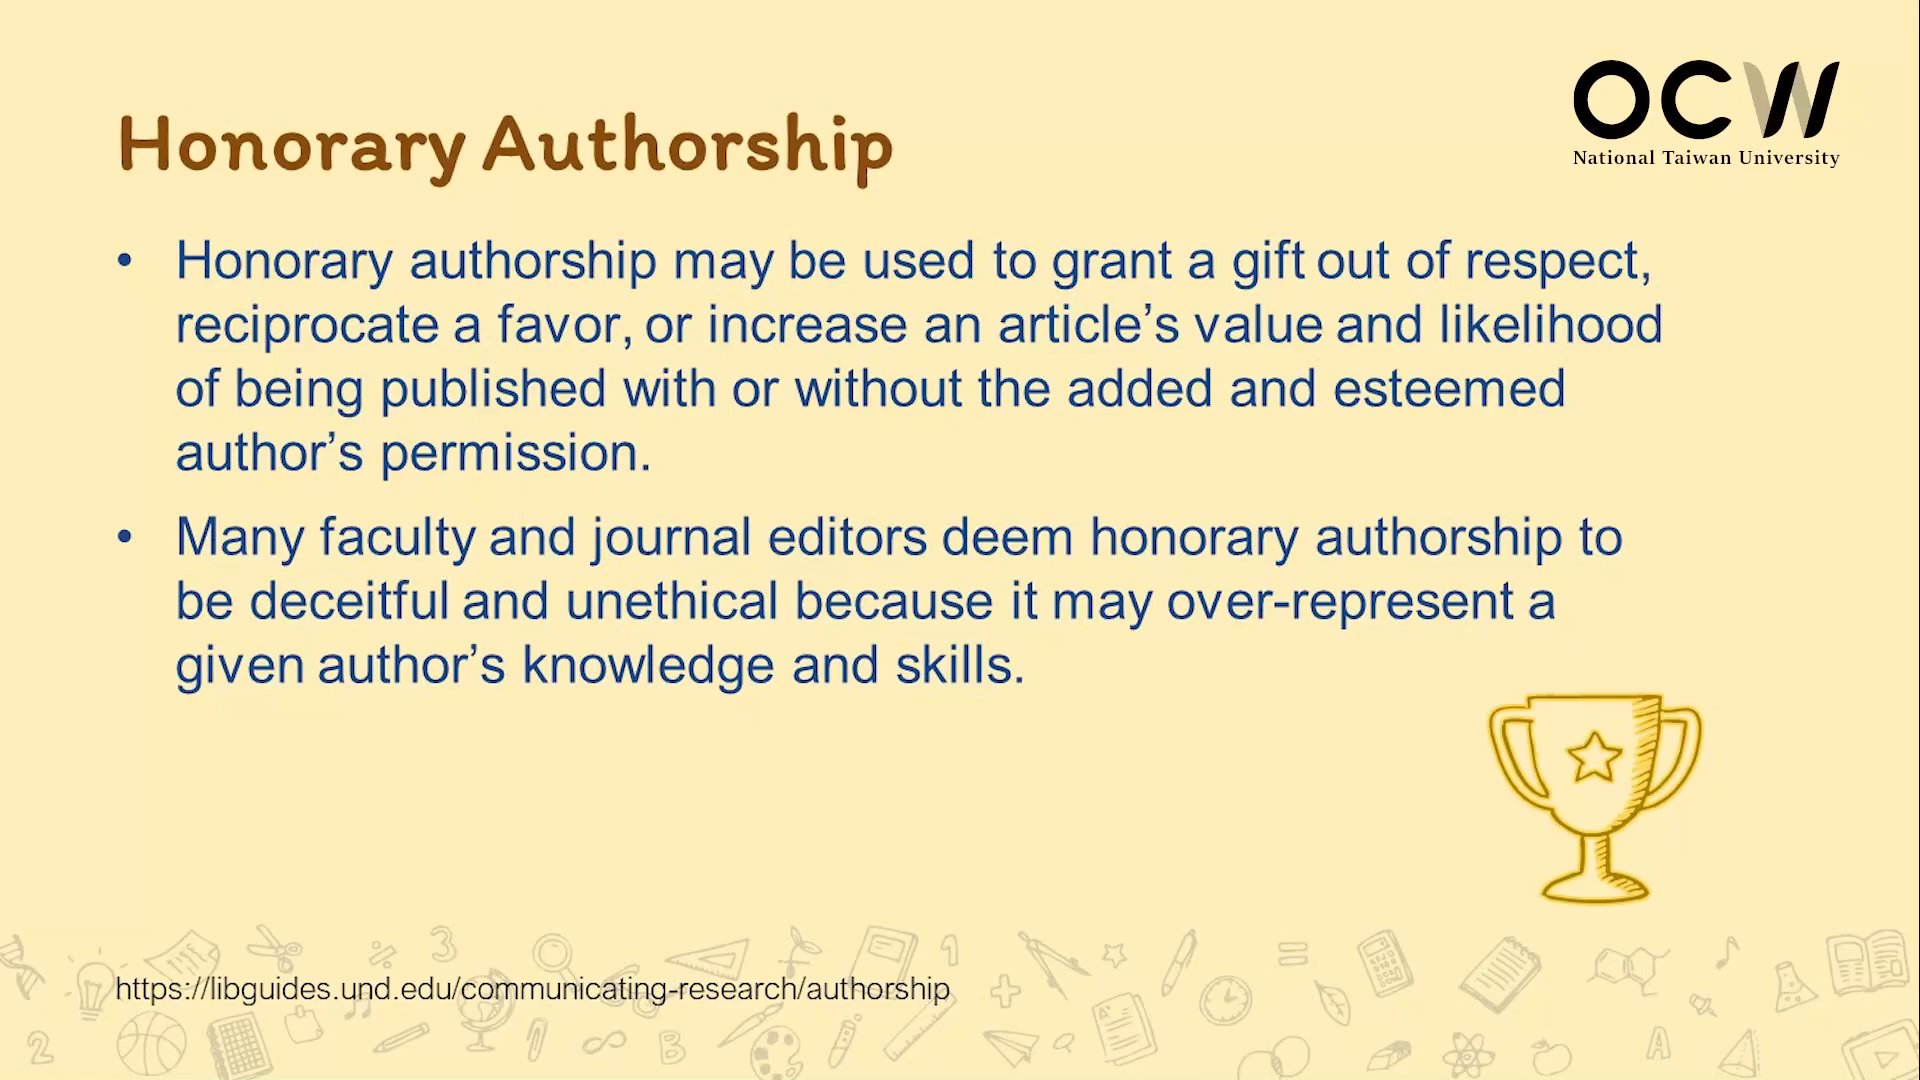 OCW
National Taiwan University
Honorary Authorship
• Honorary authorship may be used to grant a gift out of respect,
reciprocate a favor, or increase an article’s value and likelihood
of being published with or without the added and esteemed
author’s permission.
• Many faculty and journal editors deem honorary authorship to
be deceitful and unethical because it may over-represent a
given author’s knowledge and skills.
https://libguides.und.edu/communicating-research/authorship